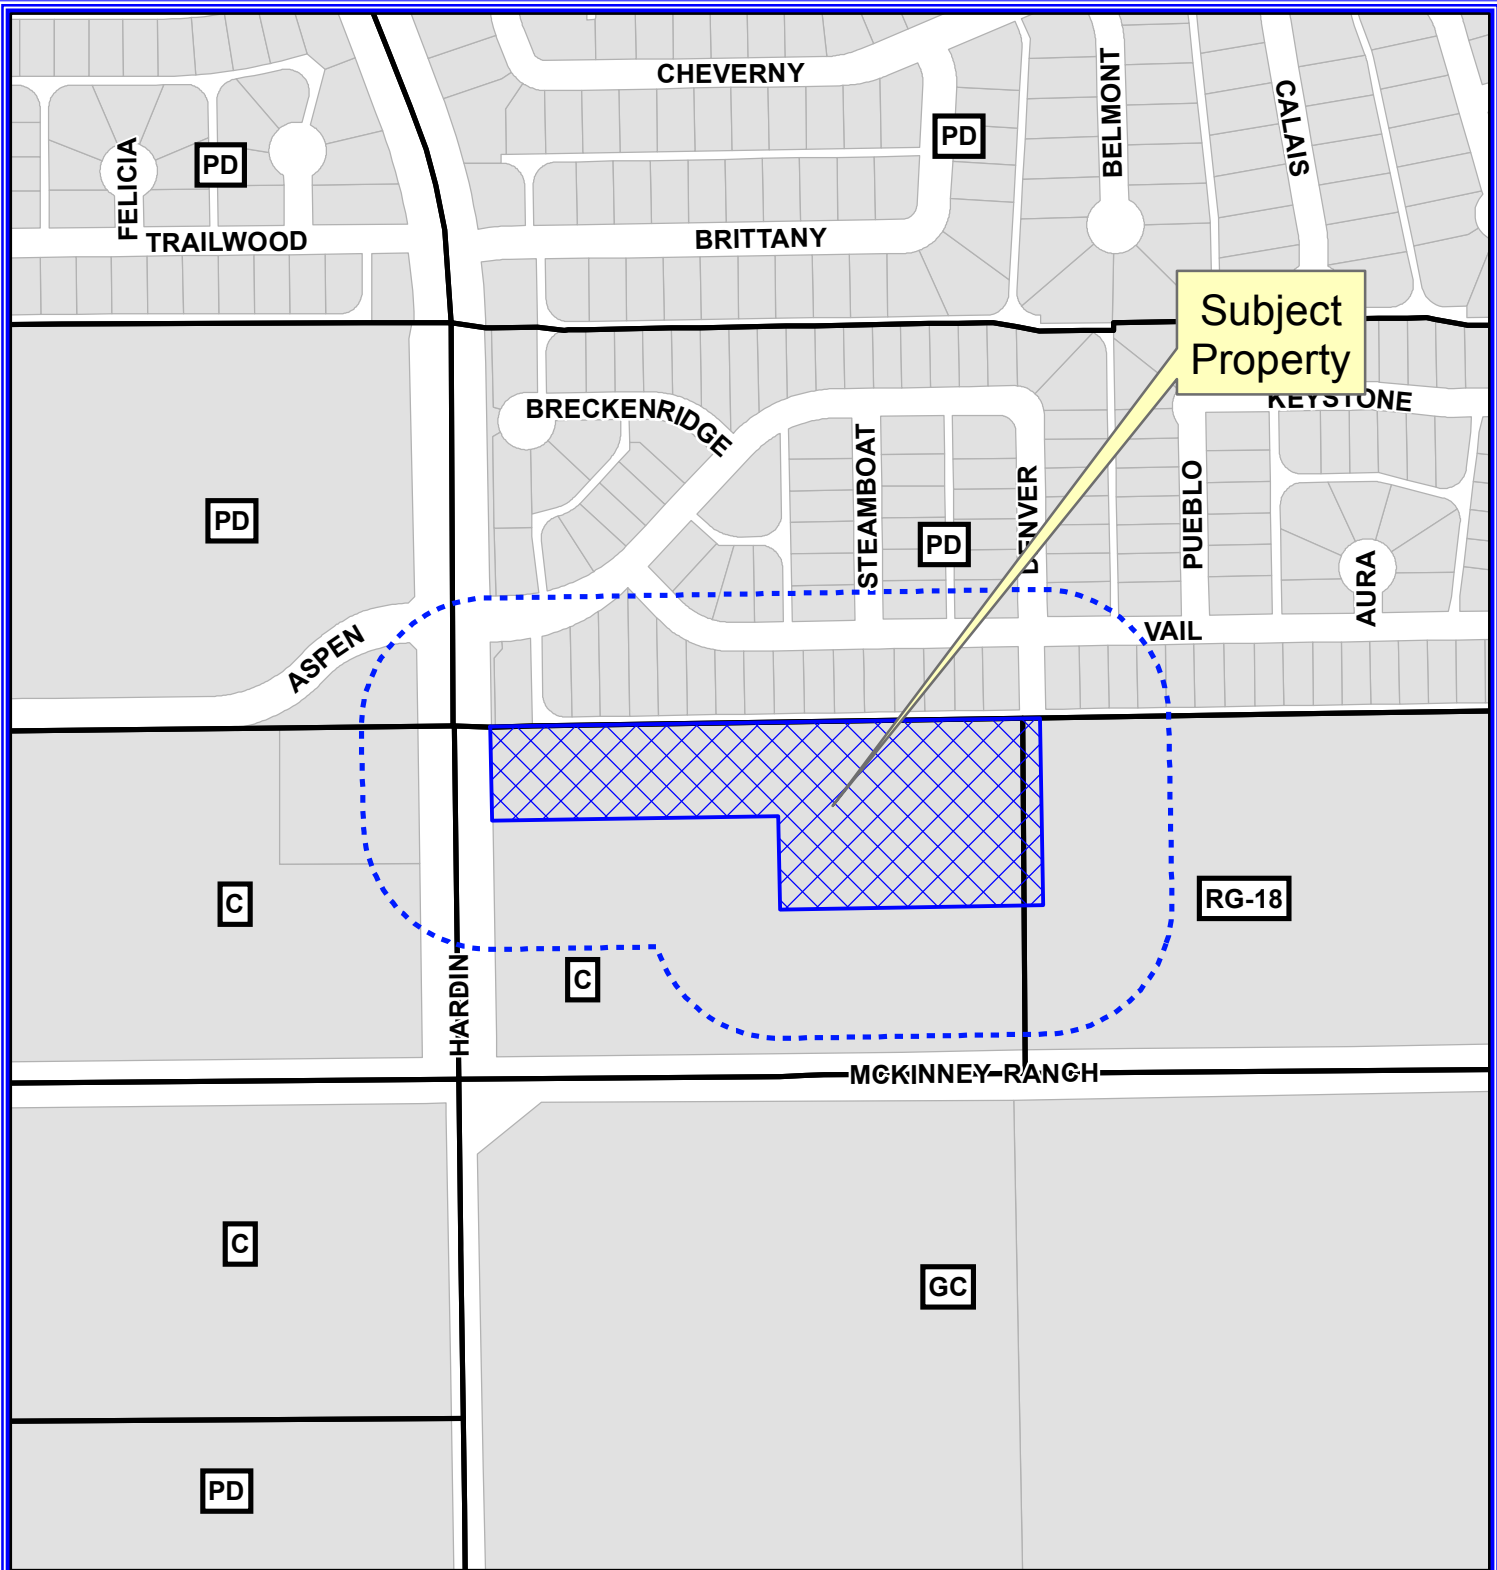 CHEVERNY
BELMONT
CALAIS
PD
PD
FELICIA
TRAILWOOD
BRITTANY
Subject
Property
KEYSTONE
BRECKENRIDGE
STEAMBOAT
DENVER
PUEBLO
PD
PD
AURA
ASPEN
VAIL
C
RG-18
HARDIN
C
MCKINNEY RANCH
C
GC
PD